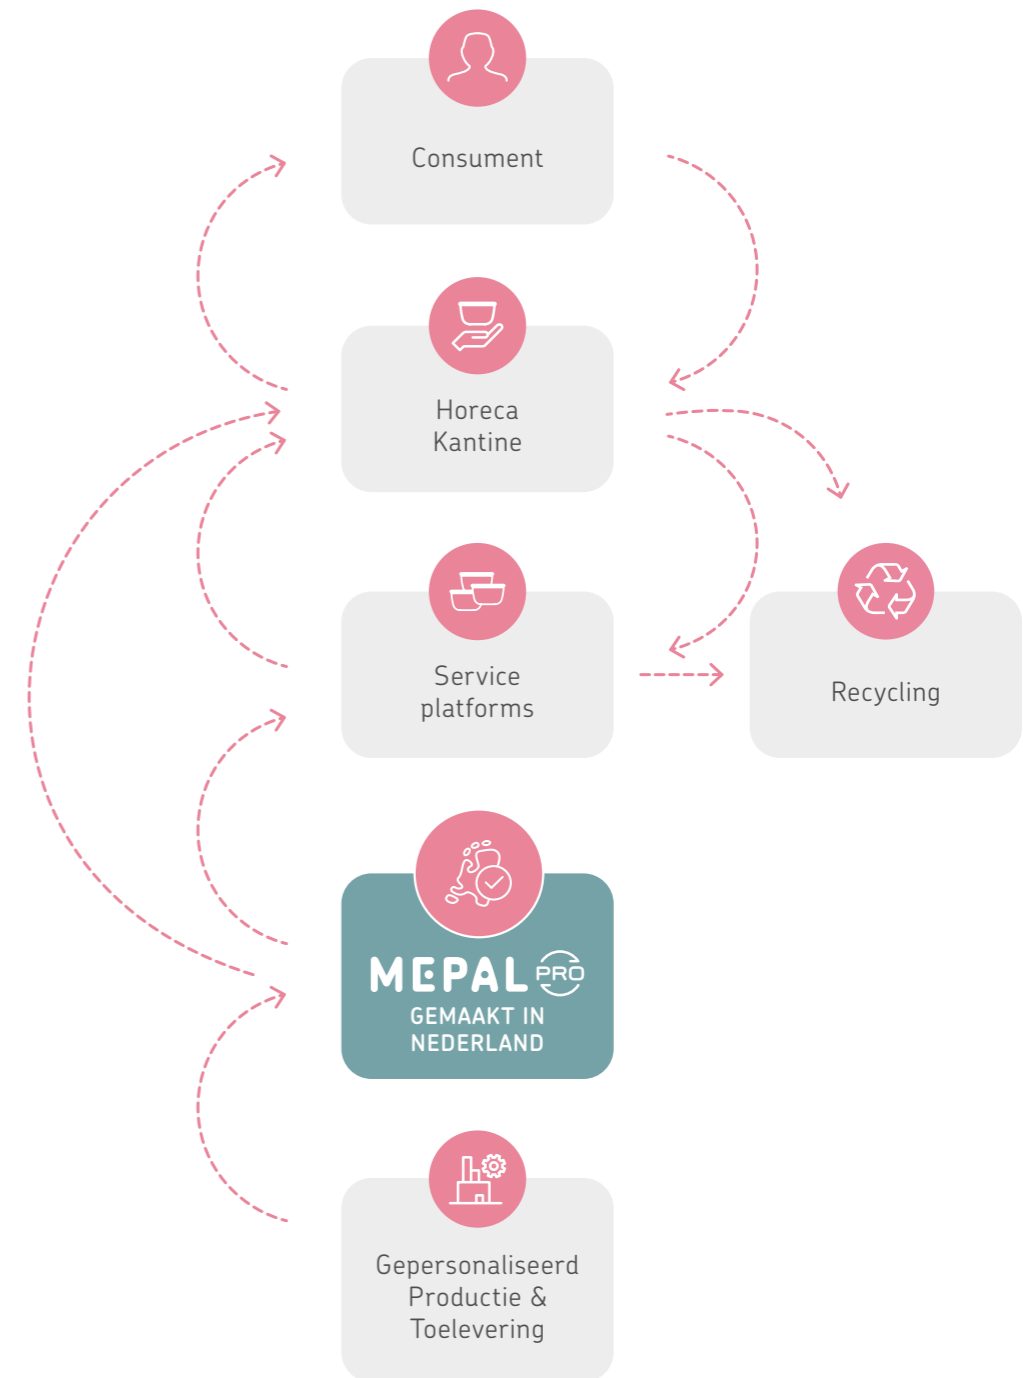 Consument
Horeca
Kantine
Service
platforms
Recycling
MEPAL PRO
GEMAAKT IN
NEDERLAND
Gepersonaliseerd
Productie &
Toelevering